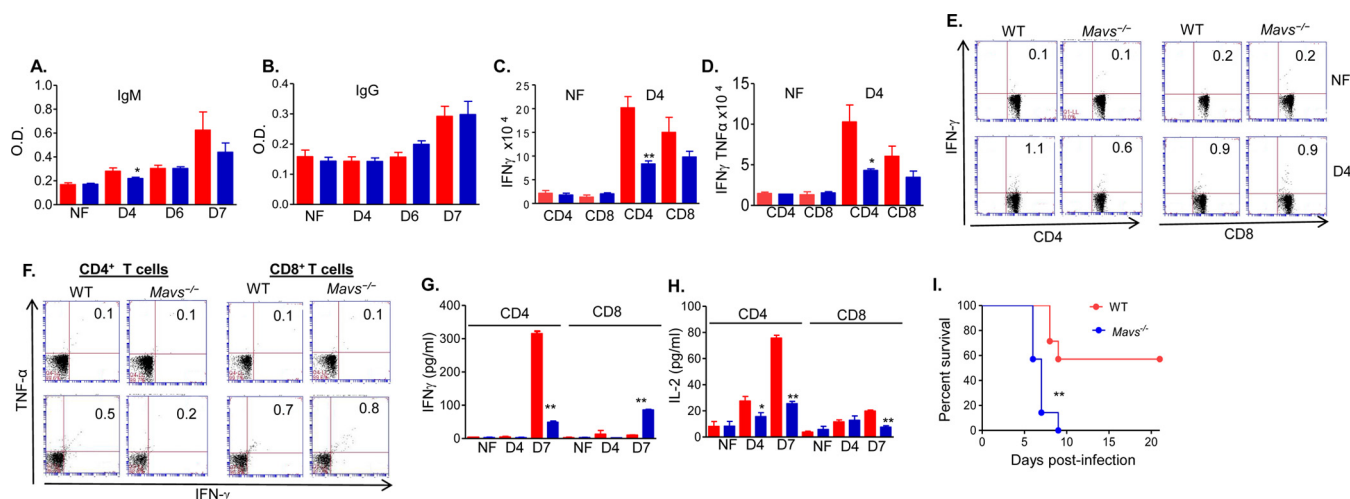 A.
IgM
O.D.
1.0
0.8
0.6
0.4
0.2
0.0
*
NF D4 D6 D7
B.
IgG
O.D.
0.4
0.3
0.2
0.1
0.0
NF D4 D6 D7
C.
NF D4
IFNγ x10⁴
25
20
15
10
5
0
**
CD4 CD8 CD4 CD8
D.
NF D4
IFNγ TNFα x10⁴
15
10
5
0
*
CD4 CD8 CD4 CD8
E.
WT Mavs⁻/⁻ WT Mavs⁻/⁻
0.1 0.1 0.2 0.2 NF
1.1 0.6 0.9 0.9 D4
IFN-γ
CD4 CD8
F.
CD4⁺ T cells CD8⁺ T cells
WT Mavs⁻/⁻ WT Mavs⁻/⁻
0.1 0.1 0.1 0.1
0.5 0.2 0.7 0.8
TNF-α
IFN-γ
G.
CD4 CD8
IFNγ (pg/ml)
400
300
200
100
0
** **
NF D4 D7 NF D4 D7
H.
CD4 CD8
IL-2 (pg/ml)
100
80
60
40
20
0
* ** **
NF D4 D7 NF D4 D7
I.
WT
Mavs⁻/⁻
Percent survival
100
80
60
40
20
0
**
0 5 10 15 20
Days post-infection